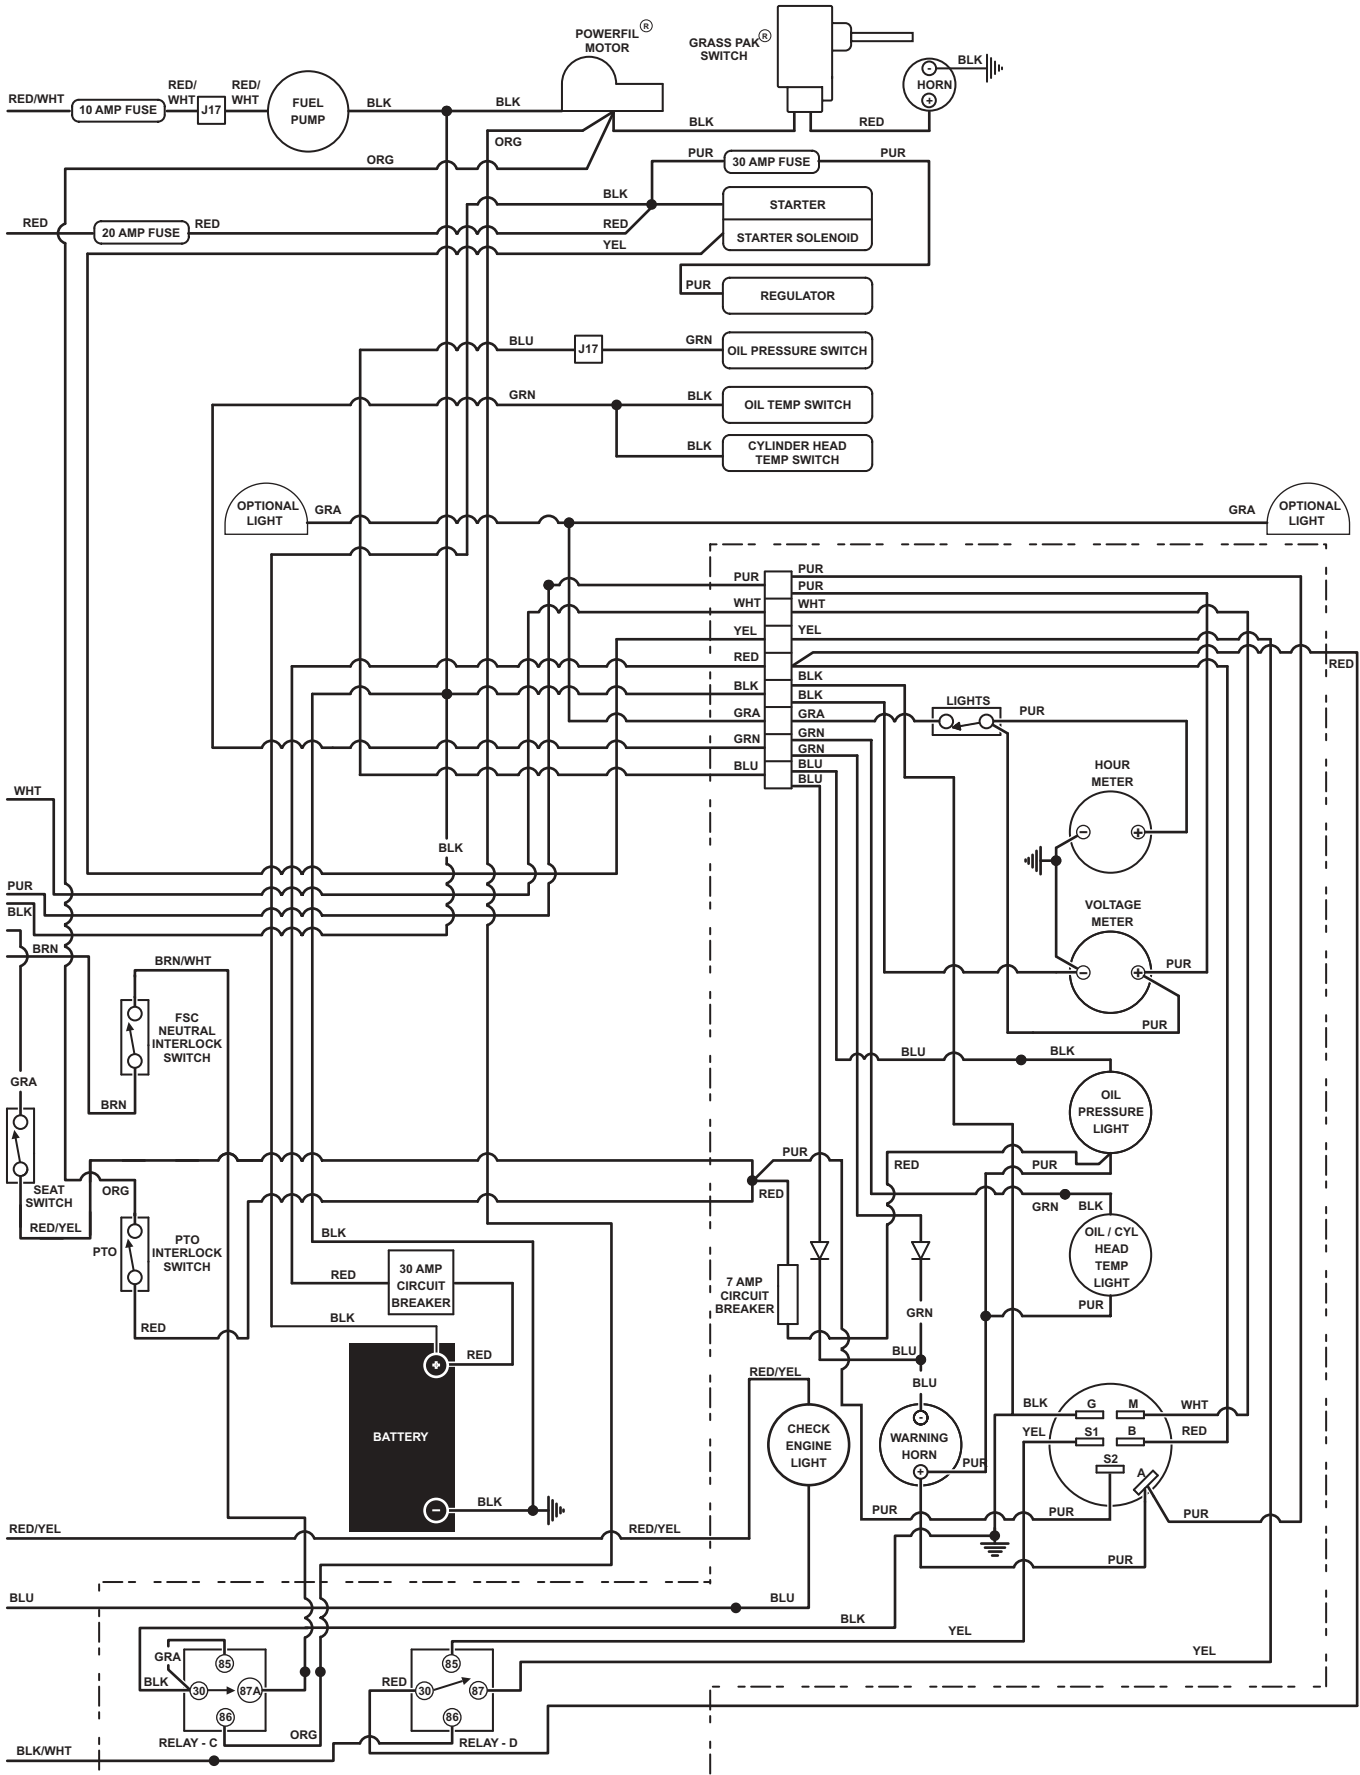 POWERFIL ®
MOTOR
GRASS PAK ®
SWITCH
BLK
-
HORN
+
RED/WHT
10 AMP FUSE
RED/
WHT
J17
RED/
WHT
FUEL
PUMP
BLK
BLK
ORG
BLK
RED
ORG
PUR
30 AMP FUSE
PUR
BLK
STARTER
RED
20 AMP FUSE
RED
RED
STARTER SOLENOID
YEL
PUR
REGULATOR
BLU
J17
GRN
OIL PRESSURE SWITCH
GRN
BLK
OIL TEMP SWITCH
BLK
CYLINDER HEAD
TEMP SWITCH
OPTIONAL
LIGHT
GRA
GRA
OPTIONAL
LIGHT
PUR
PUR
PUR
WHT
WHT
YEL
YEL
RED
RED
BLK
BLK
BLK
GRA
GRA
LIGHTS
PUR
GRN
GRN
GRN
BLU
BLU
BLU
HOUR
METER
-
+
WHT
BLK
PUR
BLK
BRN
VOLTAGE
METER
-
+
PUR
PUR
BRN/WHT
FSC
NEUTRAL
INTERLOCK
SWITCH
GRA
BRN
BLU
BLK
OIL
PRESSURE
LIGHT
PUR
RED
PUR
RED
SEAT
SWITCH
ORG
RED/YEL
PTO
PTO
INTERLOCK
SWITCH
GRN
BLK
OIL / CYL
HEAD
TEMP
LIGHT
PUR
BLK
RED
30 AMP
CIRCUIT
BREAKER
7 AMP
CIRCUIT
BREAKER
GRN
BLK
RED
+
RED
BLU
BLU
RED/YEL
BATTERY
CHECK
ENGINE
LIGHT
-
WARNING
HORN
+
PUR
BLK
G
M
WHT
YEL
S1
B
RED
S2
A
-
BLK
PUR
PUR
PUR
RED/YEL
RED/YEL
PUR
BLU
BLU
BLK
YEL
YEL
GRA
85
BLK
30
87A
86
RELAY - C
ORG
RED
85
30
87
86
RELAY - D
BLK/WHT